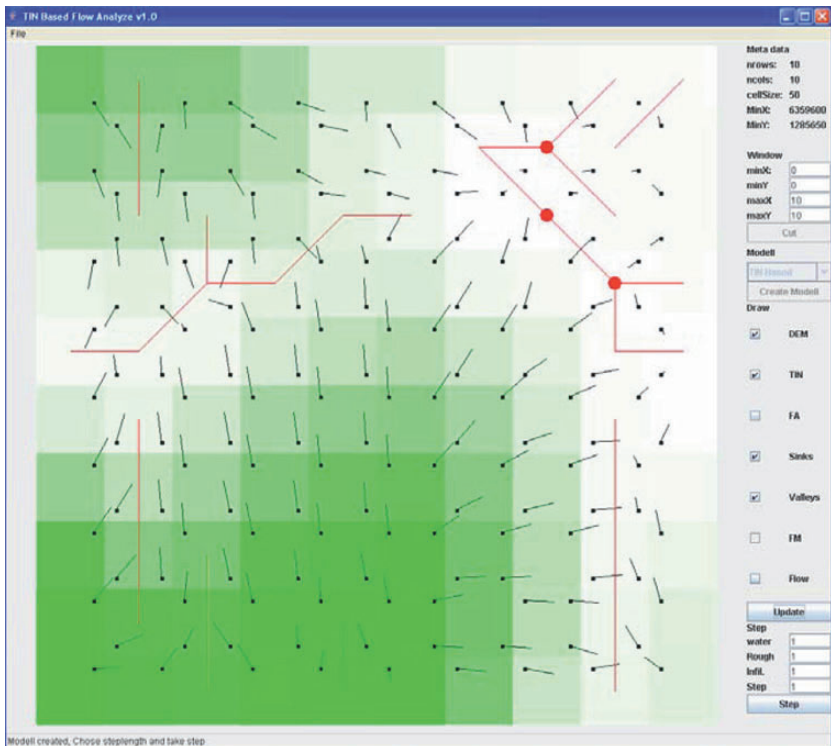 TIN Based Flow Analyze v1.0
File
Meta data
nrows: 10
ncols: 10
cellSize: 50
MinX: 6359600
MinY: 1285650
Window
minX: 0
minY 0
maxX 10
maxY 10
Cut
Modell
TIN Based
Create Modell
Draw
DEM
TIN
FA
Sinks
Valleys
FM
Flow
Update
Step
water 1
Rough 1
Infil. 1
Step 1
Step
Modell created, Chose steplength and take step